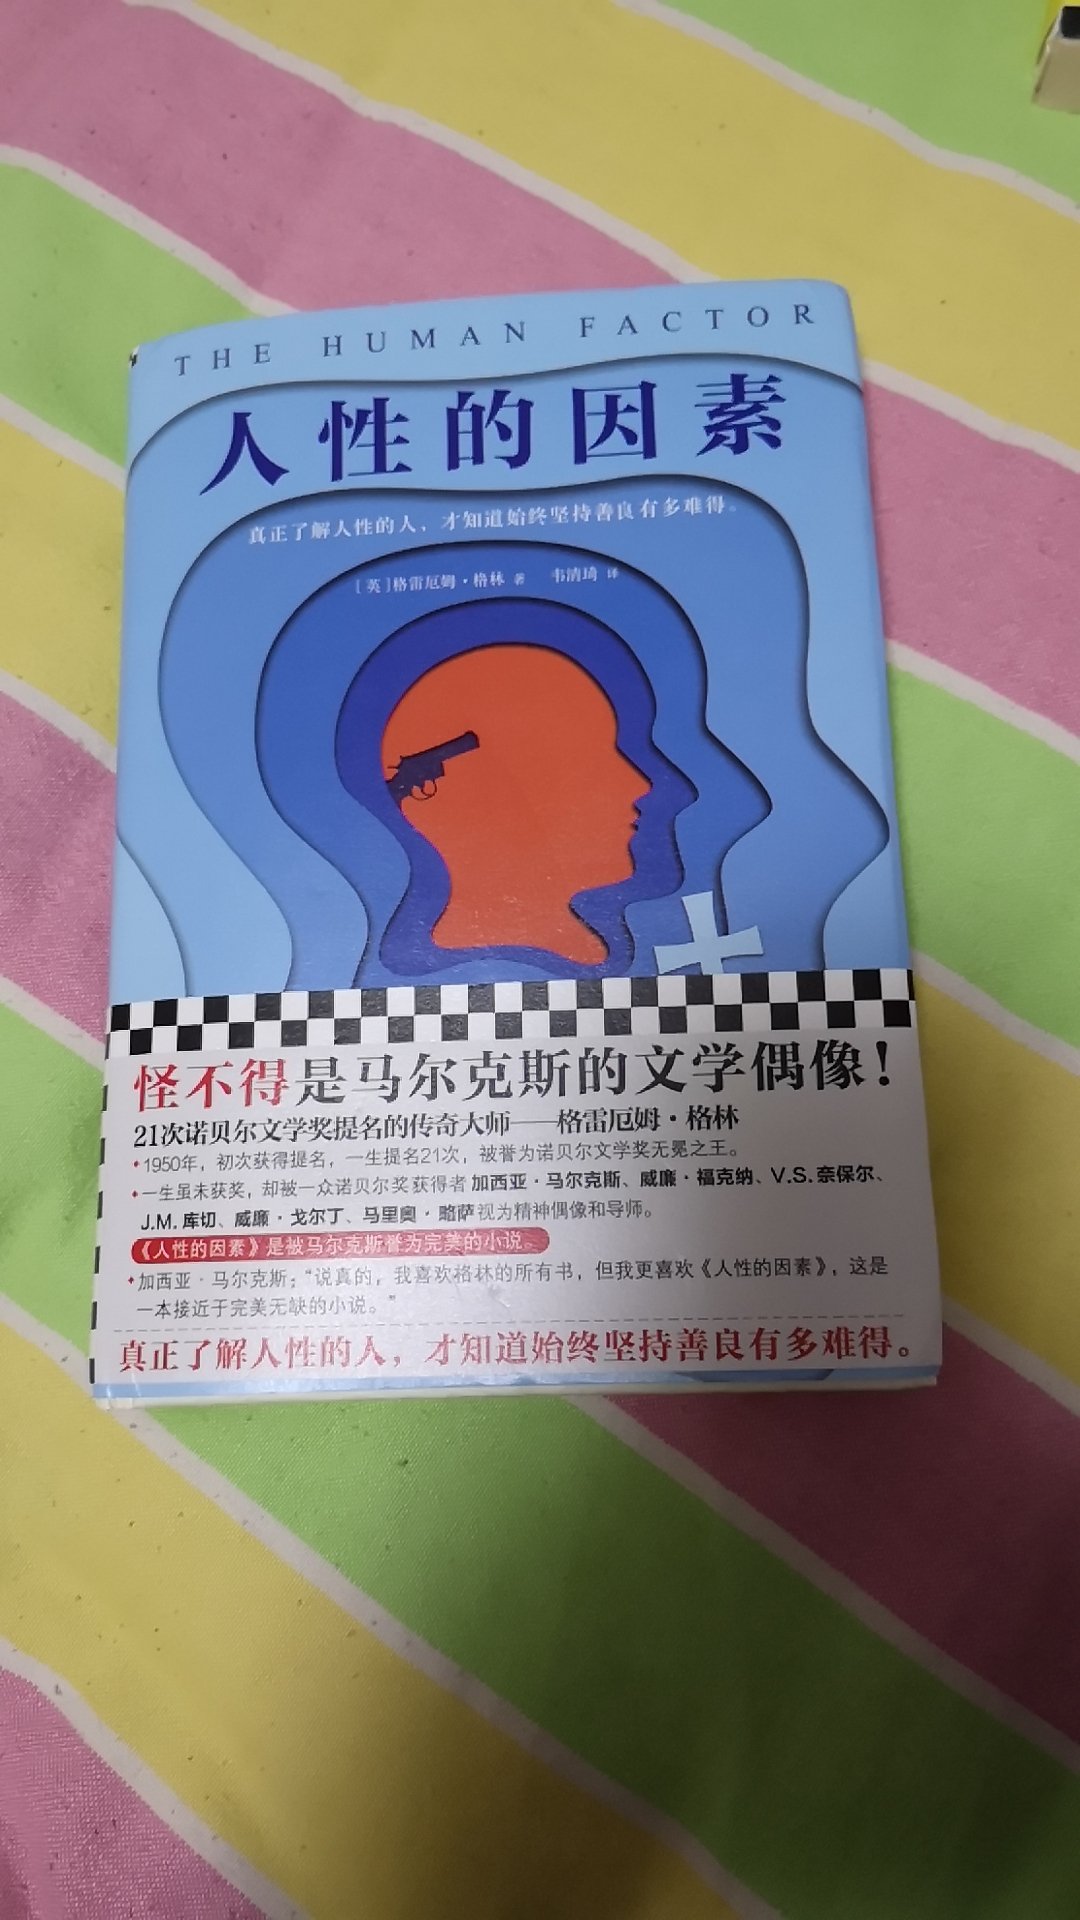 THE HUMAN FACTOR
人性的因素
真正了解人性的人，才知道始终坚持善良有多难得。
［英］格雷厄姆·格林 著 韦清琦 译
怪不得是马尔克斯的文学偶像！
21次诺贝尔文学奖提名的传奇大师——格雷厄姆·格林
·1950年，初次获得提名，一生提名21次，被誉为诺贝尔文学奖无冕之王。
·一生虽未获奖，却被一众诺贝尔奖获得者加西亚·马尔克斯、威廉·福克纳、V.S.奈保尔、
J.M.库切、威廉·戈尔丁、马里奥·略萨视为精神偶像和导师。
《人性的因素》是被马尔克斯誉为完美的小说。
·加西亚·马尔克斯：“说真的，我喜欢格林的所有书，但我更喜欢《人性的因素》，这是
一本接近于完美无缺的小说。”
真正了解人性的人，才知道始终坚持善良有多难得。